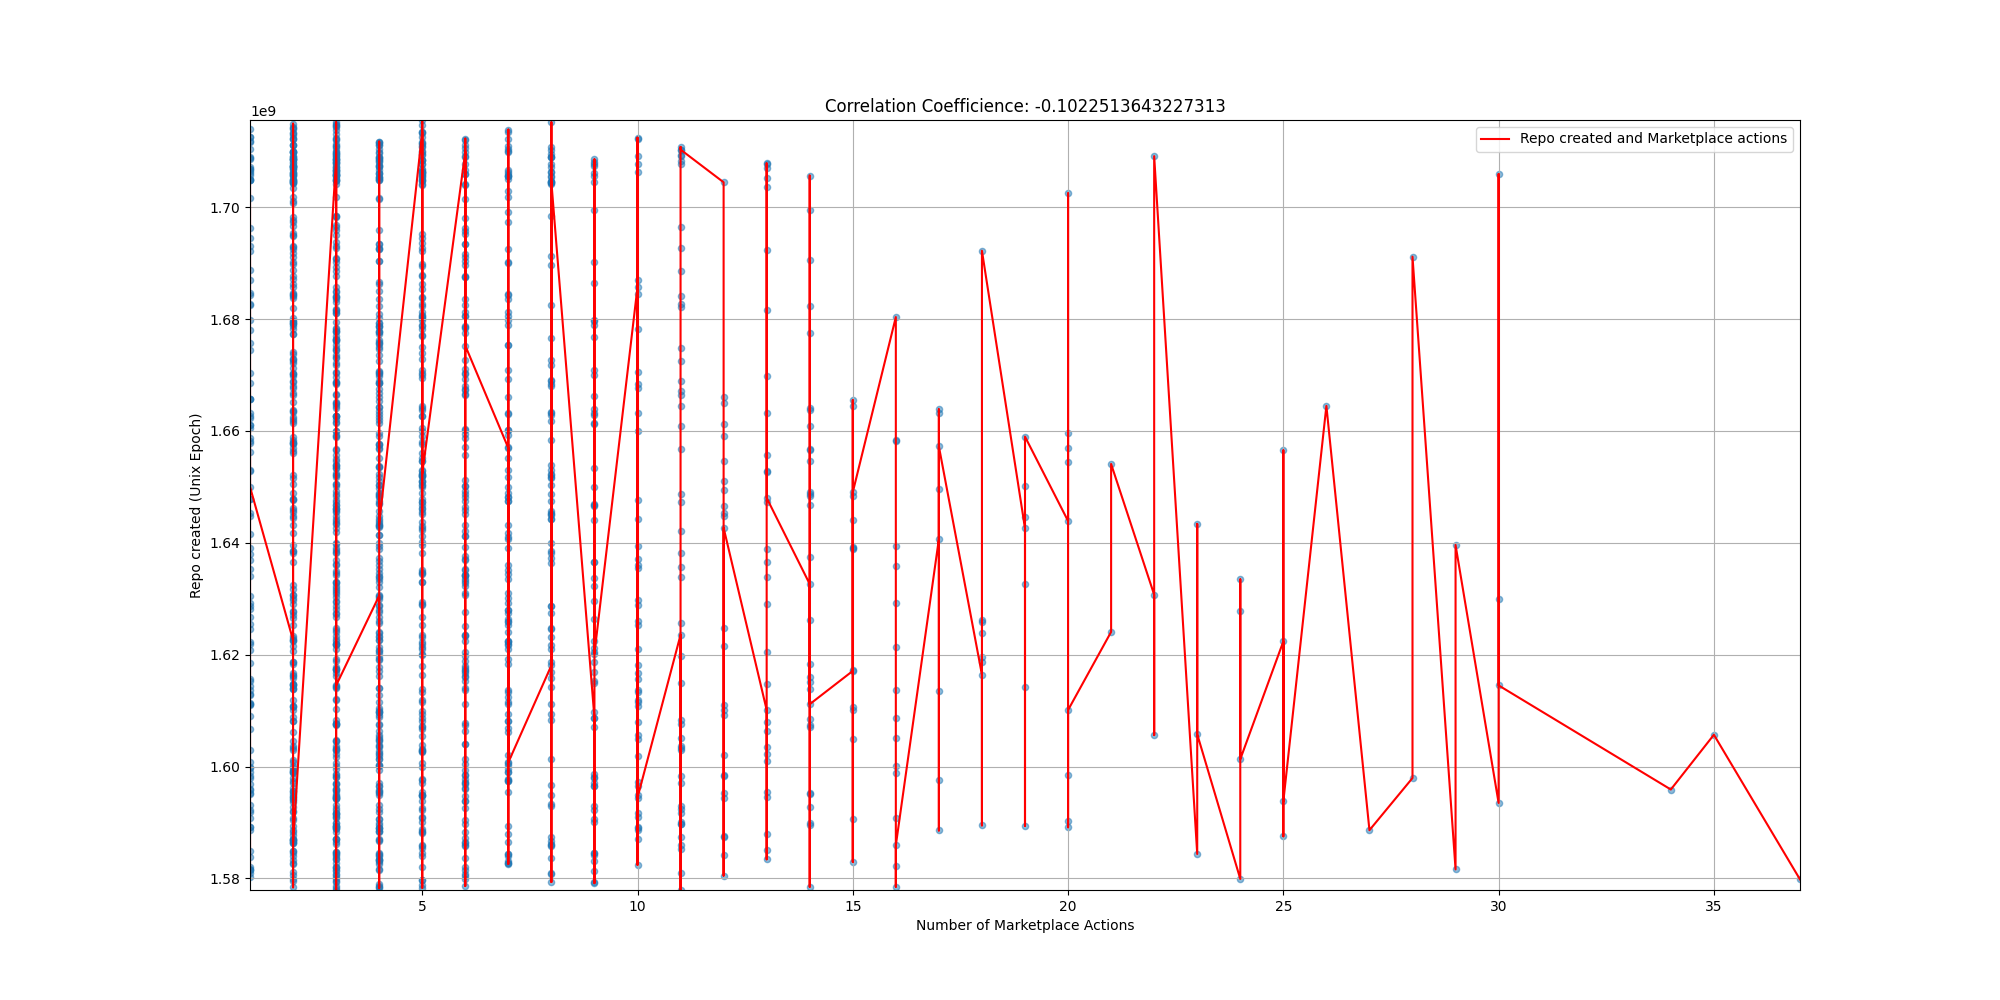 Correlation Coefficience: -0.1022513643227313
1e9
Repo created and Marketplace actions
1.70
1.68
1.66
1.64
1.62
1.60
1.58
Repo created (Unix Epoch)
5
10
15
20
25
30
35
Number of Marketplace Actions